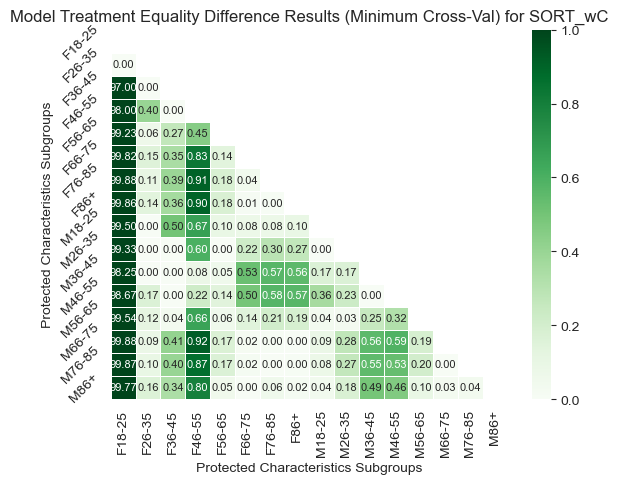 Model Treatment Equality Difference Results (Minimum Cross-Val) for SORT_wC
Protected Characteristics Subgroups
F18-25
F26-35 0.00
F36-45 97.00 0.00
F46-55 98.00 0.40 0.00
F56-65 99.23 0.06 0.27 0.45
F66-75 99.82 0.15 0.35 0.83 0.14
F76-85 99.88 0.11 0.39 0.91 0.18 0.04
F86+ 99.86 0.14 0.36 0.90 0.18 0.01 0.00
M18-25 99.50 0.00 0.50 0.67 0.10 0.08 0.08 0.10
M26-35 99.33 0.00 0.00 0.60 0.00 0.22 0.30 0.27 0.00
M36-45 98.25 0.00 0.00 0.08 0.05 0.53 0.57 0.56 0.17 0.17
M46-55 98.67 0.17 0.00 0.22 0.14 0.50 0.58 0.57 0.36 0.23 0.00
M56-65 99.54 0.12 0.04 0.66 0.06 0.14 0.21 0.19 0.04 0.03 0.25 0.32
M66-75 99.88 0.09 0.41 0.92 0.17 0.02 0.00 0.00 0.09 0.28 0.56 0.59 0.19
M76-85 99.87 0.10 0.40 0.87 0.17 0.02 0.00 0.00 0.08 0.27 0.55 0.53 0.20 0.00
M86+ 99.77 0.16 0.34 0.80 0.05 0.00 0.06 0.02 0.04 0.18 0.49 0.46 0.10 0.03 0.04
F18-25 F26-35 F36-45 F46-55 F56-65 F66-75 F76-85 F86+ M18-25 M26-35 M36-45 M46-55 M56-65 M66-75 M76-85 M86+
Protected Characteristics Subgroups
1.0
0.8
0.6
0.4
0.2
0.0